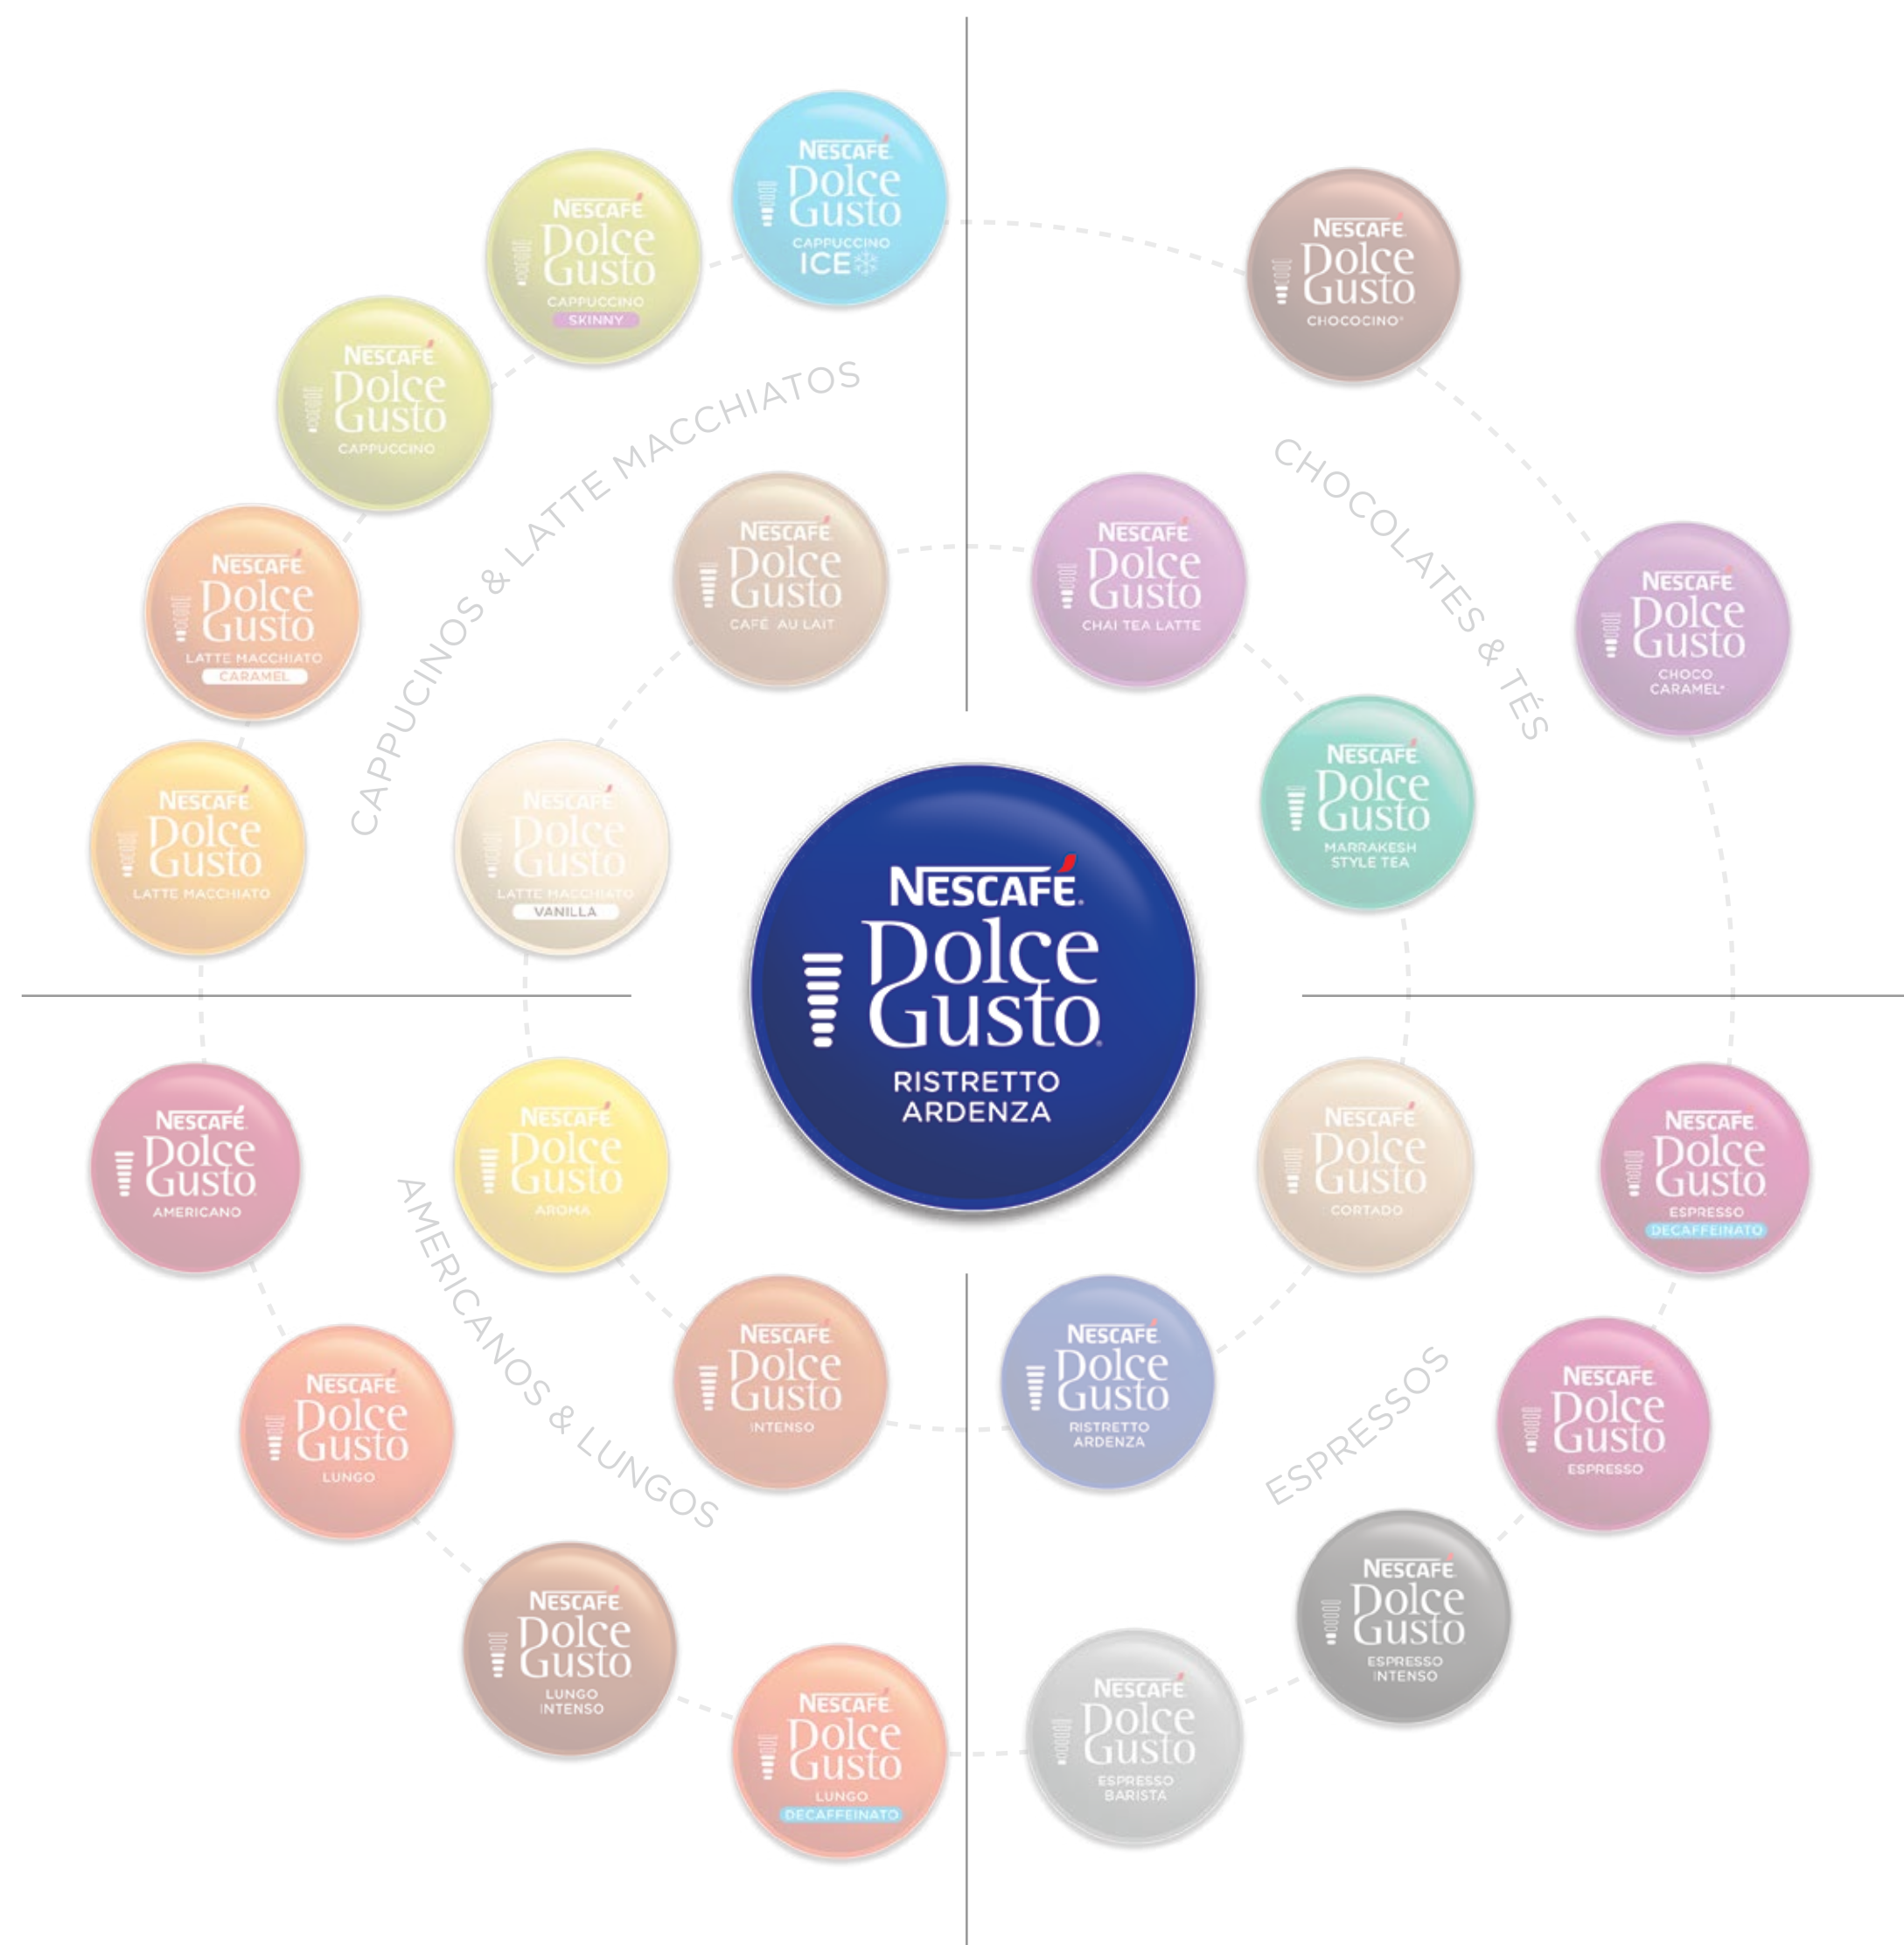 NESCAFÉ
Dolce
Gusto
CAPPUCCINO
ICE
NESCAFÉ
Dolce
Gusto
CAPPUCCINO
SKINNY
NESCAFÉ
Dolce
Gusto
CAPPUCCINO
NESCAFÉ
Dolce
Gusto
LATTE MACCHIATO
CARAMEL
NESCAFÉ
Dolce
Gusto
LATTE MACCHIATO
CAPPUCINOS & LATTE MACCHIATOS
NESCAFÉ
Dolce
Gusto
CAFÉ AU LAIT
NESCAFÉ
Dolce
Gusto
LATTE MACCHIATO
VANILLA
NESCAFÉ
Dolce
Gusto
CHOCOCINO®
CHOCOLATES & TÉS
NESCAFÉ
Dolce
Gusto
CHAI TEA LATTE
NESCAFÉ
Dolce
Gusto
CHOCO
CARAMEL*
NESCAFÉ
Dolce
Gusto
MARRAKESH
STYLE TEA
NESCAFÉ®
Dolce
Gusto®
RISTRETTO
ARDENZA
NESCAFÉ
Dolce
Gusto
AMERICANO
NESCAFÉ
Dolce
Gusto
AROMA
AMERICANOS & LUNGOS
NESCAFÉ
Dolce
Gusto
INTENSO
NESCAFÉ
Dolce
Gusto
LUNGO
NESCAFÉ
Dolce
Gusto
LUNGO
INTENSO
NESCAFÉ
Dolce
Gusto
LUNGO
DECAFFEINATO
NESCAFÉ
Dolce
Gusto
CORTADO
NESCAFÉ
Dolce
Gusto
ESPRESSO
DECAFFEINATO
NESCAFÉ
Dolce
Gusto
RISTRETTO
ARDENZA
ESPRESSOS
NESCAFÉ
Dolce
Gusto
ESPRESSO
NESCAFÉ
Dolce
Gusto
ESPRESSO
INTENSO
NESCAFÉ
Dolce
Gusto
ESPRESSO
BARISTA